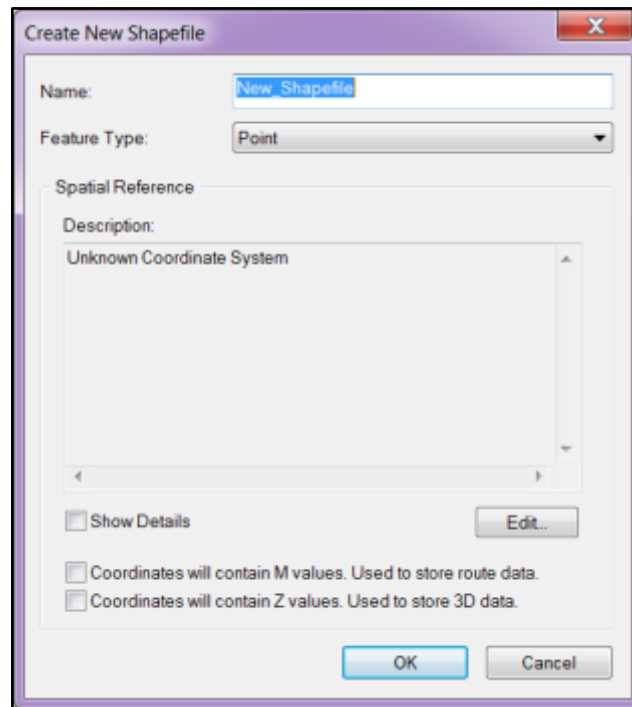 Create New Shapefile
Name:
New_Shapefile
Feature Type:
Point
Spatial Reference
Description:
Unknown Coordinate System
Show Details
Edit..
Coordinates will contain M values. Used to store route data.
Coordinates will contain Z values. Used to store 3D data.
OK
Cancel